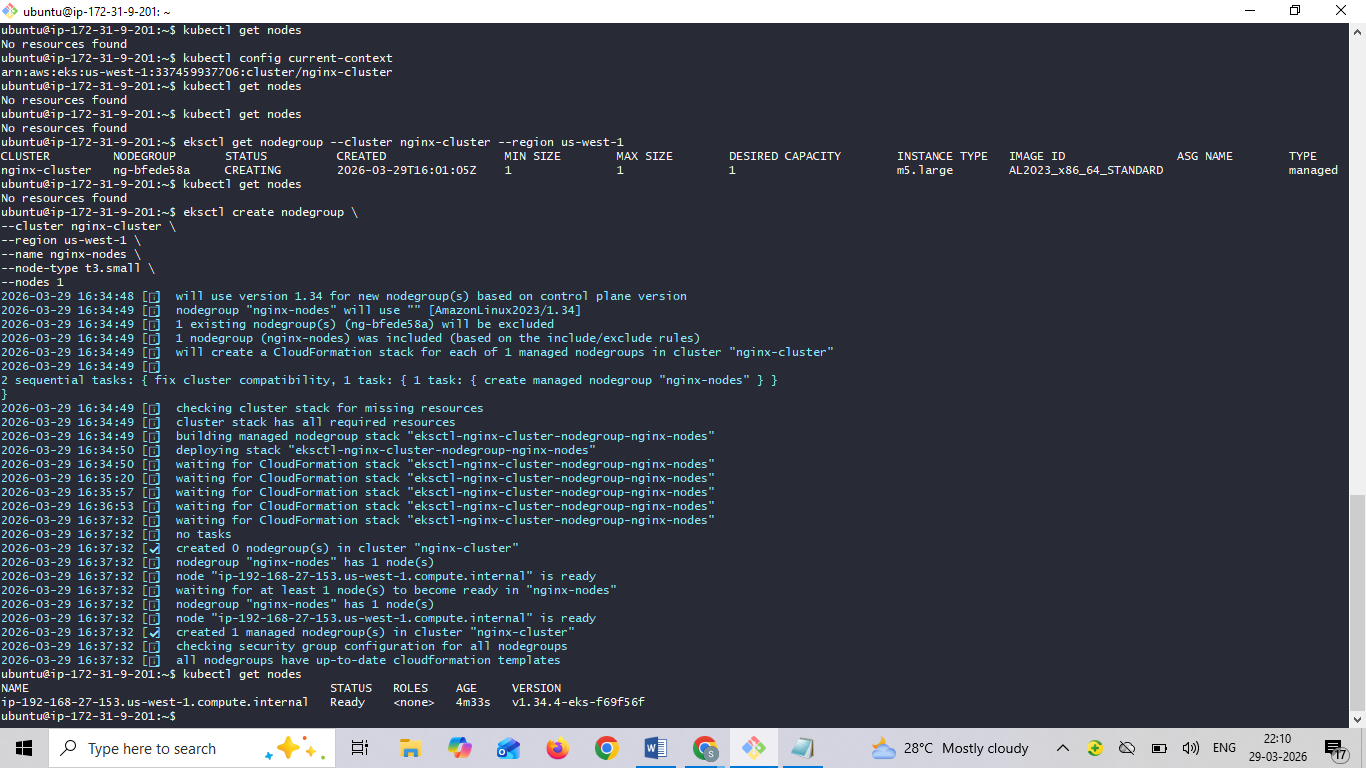 ubuntu@ip-172-31-9-201: ~
ubuntu@ip-172-31-9-201:~$ kubectl get nodes
No resources found
ubuntu@ip-172-31-9-201:~$ kubectl config current-context
arn:aws:eks:us-west-1:337459937706:cluster/nginx-cluster
ubuntu@ip-172-31-9-201:~$ kubectl get nodes
No resources found
ubuntu@ip-172-31-9-201:~$ kubectl get nodes
No resources found
ubuntu@ip-172-31-9-201:~$ eksctl get nodegroup --cluster nginx-cluster --region us-west-1
CLUSTER NODEGROUP STATUS CREATED MIN SIZE MAX SIZE DESIRED CAPACITY INSTANCE TYPE IMAGE ID ASG NAME TYPE
nginx-cluster ng-bfede58a CREATING 2026-03-29T16:01:05Z 1 1 1 m5.large AL2023_x86_64_STANDARD managed
ubuntu@ip-172-31-9-201:~$ kubectl get nodes
No resources found
ubuntu@ip-172-31-9-201:~$ eksctl create nodegroup \
--cluster nginx-cluster \
--region us-west-1 \
--name nginx-nodes \
--node-type t3.small \
--nodes 1
2026-03-29 16:34:48 [ℹ] will use version 1.34 for new nodegroup(s) based on control plane version
2026-03-29 16:34:49 [ℹ] nodegroup "nginx-nodes" will use "" [AmazonLinux2023/1.34]
2026-03-29 16:34:49 [ℹ] 1 existing nodegroup(s) (ng-bfede58a) will be excluded
2026-03-29 16:34:49 [ℹ] 1 nodegroup (nginx-nodes) was included (based on the include/exclude rules)
2026-03-29 16:34:49 [ℹ] will create a CloudFormation stack for each of 1 managed nodegroups in cluster "nginx-cluster"
2026-03-29 16:34:49 [ℹ]
2 sequential tasks: { fix cluster compatibility, 1 task: { 1 task: { create managed nodegroup "nginx-nodes" } }
}
2026-03-29 16:34:49 [ℹ] checking cluster stack for missing resources
2026-03-29 16:34:49 [ℹ] cluster stack has all required resources
2026-03-29 16:34:49 [ℹ] building managed nodegroup stack "eksctl-nginx-cluster-nodegroup-nginx-nodes"
2026-03-29 16:34:50 [ℹ] deploying stack "eksctl-nginx-cluster-nodegroup-nginx-nodes"
2026-03-29 16:34:50 [ℹ] waiting for CloudFormation stack "eksctl-nginx-cluster-nodegroup-nginx-nodes"
2026-03-29 16:35:20 [ℹ] waiting for CloudFormation stack "eksctl-nginx-cluster-nodegroup-nginx-nodes"
2026-03-29 16:35:57 [ℹ] waiting for CloudFormation stack "eksctl-nginx-cluster-nodegroup-nginx-nodes"
2026-03-29 16:36:53 [ℹ] waiting for CloudFormation stack "eksctl-nginx-cluster-nodegroup-nginx-nodes"
2026-03-29 16:37:32 [ℹ] waiting for CloudFormation stack "eksctl-nginx-cluster-nodegroup-nginx-nodes"
2026-03-29 16:37:32 [ℹ] no tasks
2026-03-29 16:37:32 [✔] created 0 nodegroup(s) in cluster "nginx-cluster"
2026-03-29 16:37:32 [ℹ] nodegroup "nginx-nodes" has 1 node(s)
2026-03-29 16:37:32 [ℹ] node "ip-192-168-27-153.us-west-1.compute.internal" is ready
2026-03-29 16:37:32 [ℹ] waiting for at least 1 node(s) to become ready in "nginx-nodes"
2026-03-29 16:37:32 [ℹ] nodegroup "nginx-nodes" has 1 node(s)
2026-03-29 16:37:32 [ℹ] node "ip-192-168-27-153.us-west-1.compute.internal" is ready
2026-03-29 16:37:32 [✔] created 1 managed nodegroup(s) in cluster "nginx-cluster"
2026-03-29 16:37:32 [ℹ] checking security group configuration for all nodegroups
2026-03-29 16:37:32 [ℹ] all nodegroups have up-to-date cloudformation templates
ubuntu@ip-172-31-9-201:~$ kubectl get nodes
NAME STATUS ROLES AGE VERSION
ip-192-168-27-153.us-west-1.compute.internal Ready <none> 4m33s v1.34.4-eks-f69f56f
ubuntu@ip-172-31-9-201:~$
Type here to search
28°C Mostly cloudy
ENG
22:10
29-03-2026
17